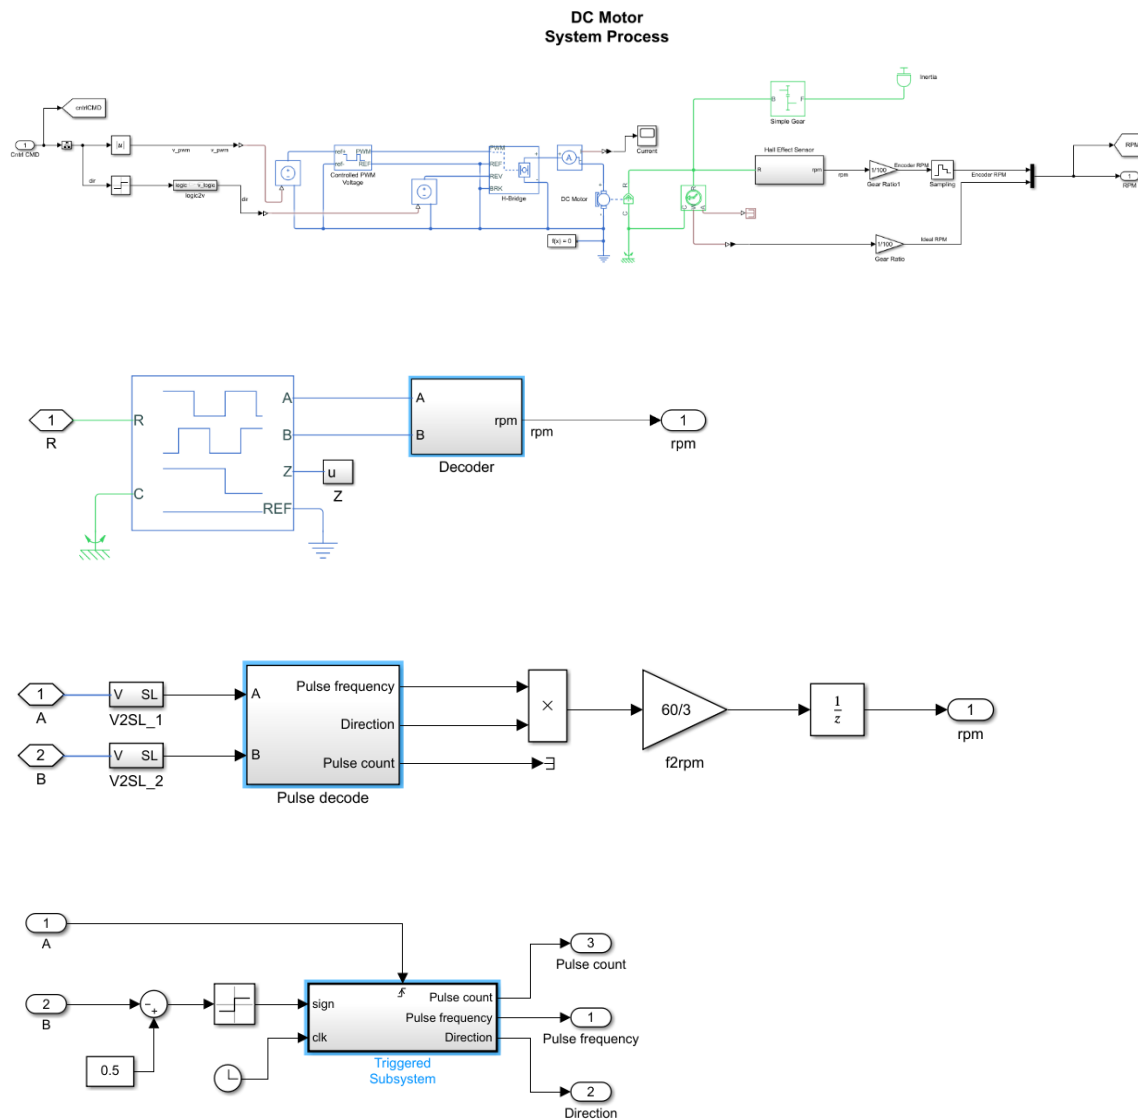 DC Motor
System Process
cntrlCMD
1
Cntrl CMD
|u|
v_pwm
v_pwm
dir
logic v_logic
logic2v
dir
ref+ PWM
ref- REF
Controlled PWM
Voltage
PWM
REF
REV
BRK
H-Bridge
A
Current
DC Motor
f(x) = 0
R
C
B
F
Simple Gear
Inertia
Hall Effect Sensor
R
rpm
rpm
1/100
Gear Ratio1
Encoder RPM
Sampling
Encoder RPM
1/100
Gear Ratio
Ideal RPM
RPM
1
RPM
1
R
R
C
A
B
Z
REF
u
Z
A
B
rpm
Decoder
rpm
1
rpm
1
A
2
B
V SL
V2SL_1
V SL
V2SL_2
A
B
Pulse frequency
Direction
Pulse count
Pulse decode
×
60/3
f2rpm
1
z
1
rpm
1
A
2
B
-
+
0.5
sign
clk
Pulse count
Pulse frequency
Direction
Triggered
Subsystem
3
Pulse count
1
Pulse frequency
2
Direction